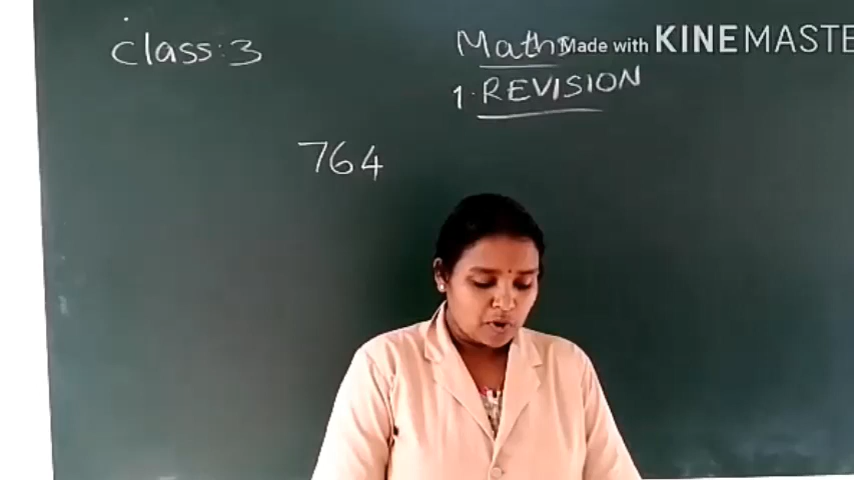 class: 3
Maths
Made with KINEMASTE
1. REVISION
764